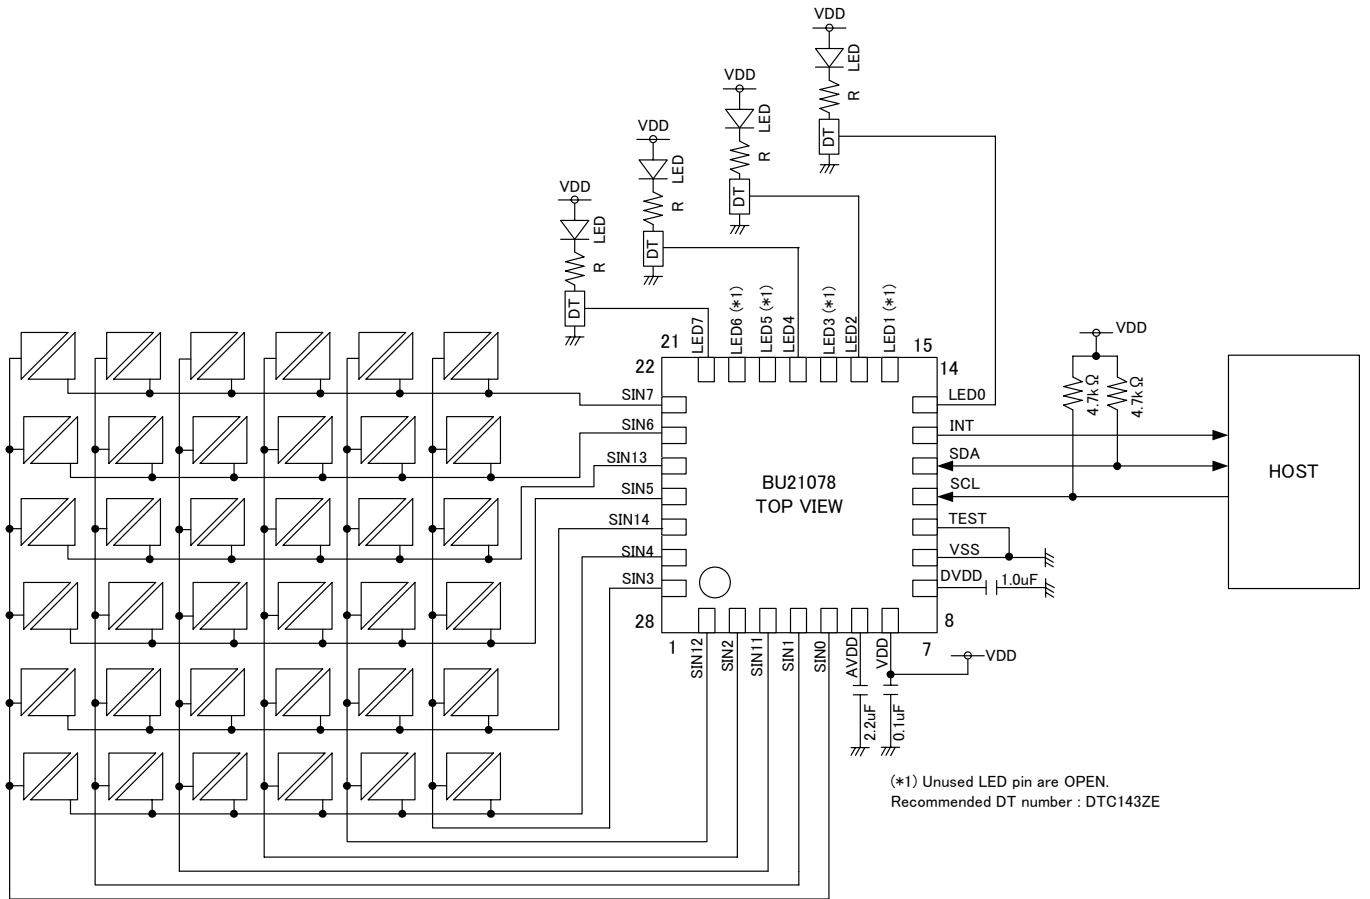 VDD
LED
R
DT
VDD
LED
R
DT
VDD
LED
R
DT
VDD
LED
R
DT
21
LED7
LED6 (*1)
LED5 (*1)
LED4
LED3 (*1)
LED2
LED1 (*1)
15
22
14
SIN7
SIN6
SIN13
SIN5
SIN14
SIN4
SIN3
28
BU21078
TOP VIEW
LED0
INT
SDA
SCL
TEST
VSS
DVDD
1.0uF
8
VDD
4.7k Ω
4.7k Ω
HOST
1
SIN12
SIN2
SIN11
SIN1
SIN0
AVDD
VDD
7
VDD
2.2uF
0.1uF
(*1) Unused LED pin are OPEN.
Recommended DT number : DTC143ZE